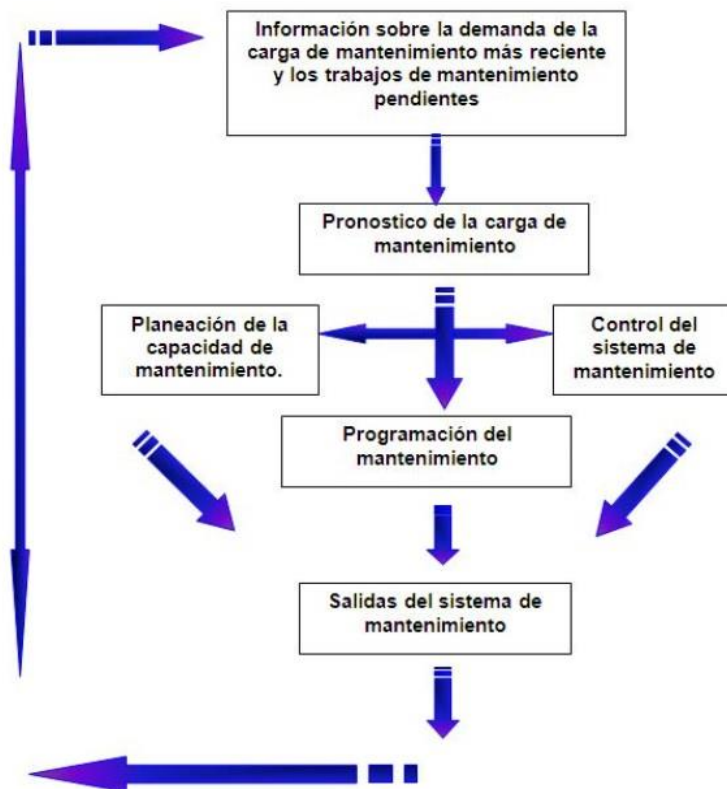 Información sobre la demanda de la
carga de mantenimiento más reciente
y los trabajos de mantenimiento
pendientes
Pronostico de la carga de
mantenimiento
Planeación de la
capacidad de
mantenimiento.
Control del
sistema de
mantenimiento
Programación del
mantenimiento
Salidas del sistema de
mantenimiento